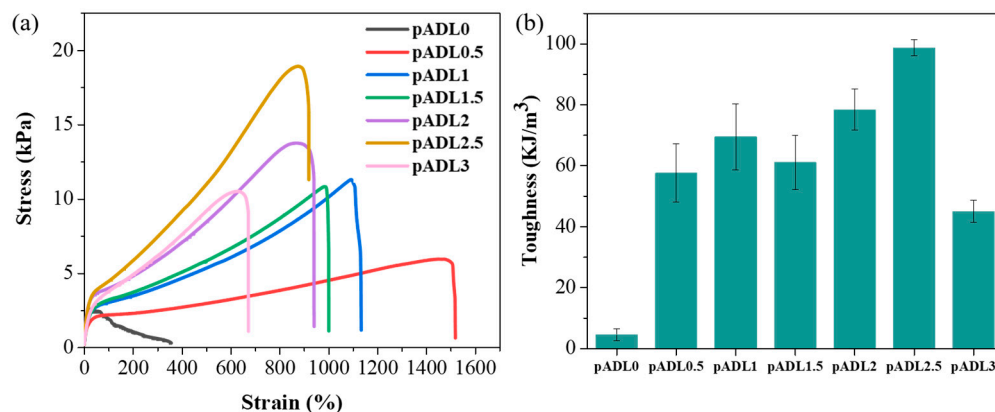 (a)
pADL0
pADL0.5
pADL1
pADL1.5
pADL2
pADL2.5
pADL3
20
15
10
5
0
Stress (kPa)
0 200 400 600 800 1000 1200 1400 1600
Strain (%)
(b)
100
80
60
40
20
0
Toughness (KJ/m³)
pADL0 pADL0.5 pADL1 pADL1.5 pADL2 pADL2.5 pADL3